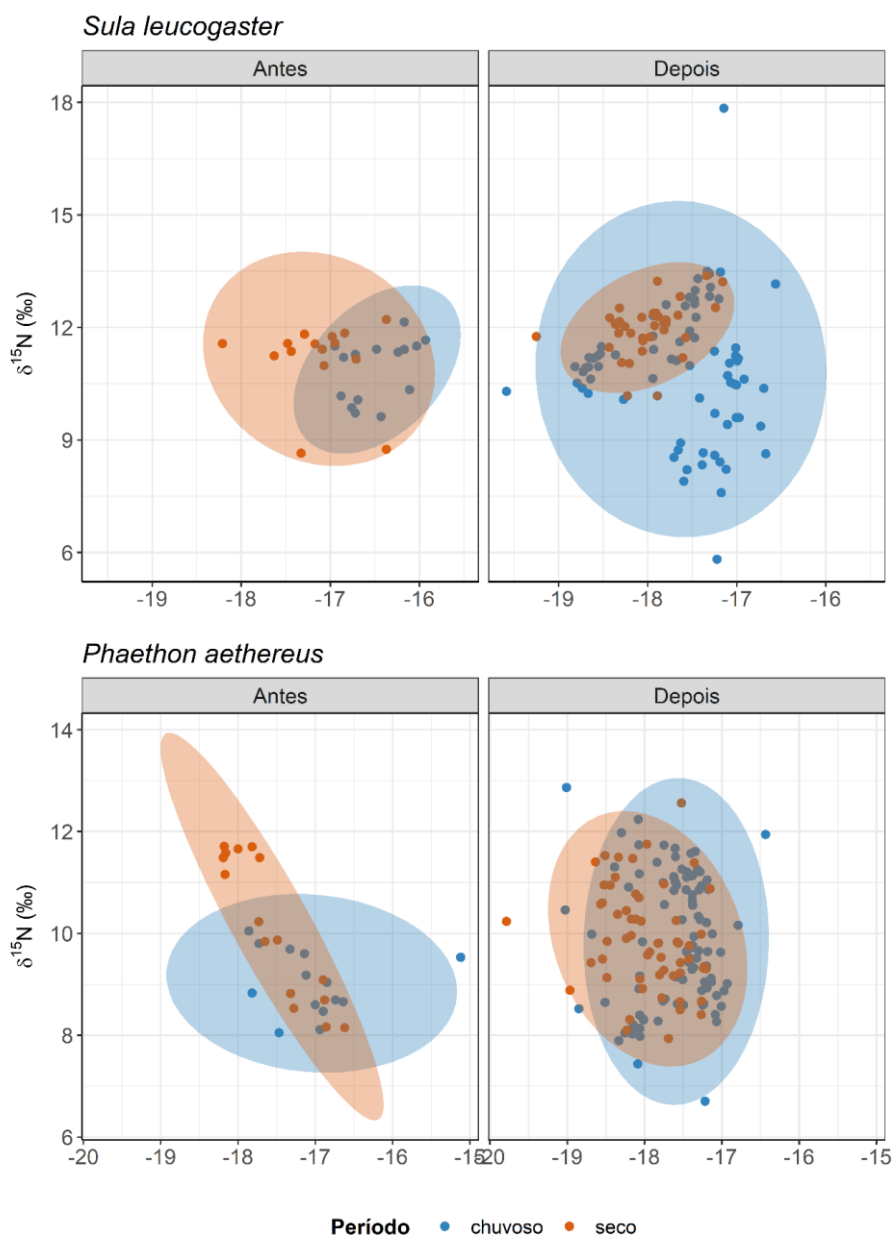 Sula leucogaster
Antes Depois
18
15
12
9
6
δ15N (‰)
-19 -18 -17 -16 -19 -18 -17 -16
Phaethon aethereus
Antes Depois
14
12
10
8
6
δ15N (‰)
-20 -19 -18 -17 -16 -15 -20 -19 -18 -17 -16 -15
Período chuvoso seco